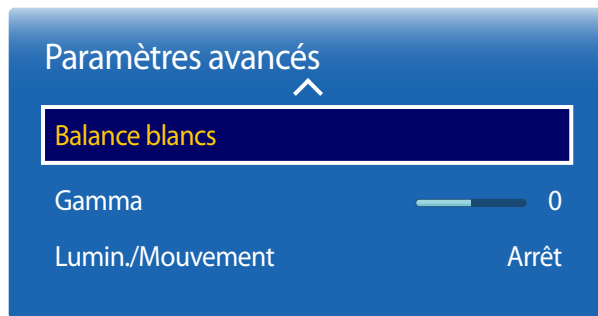 Paramètres avancés
Balance blancs
Gamma 0
Lumin./Mouvement Arrêt